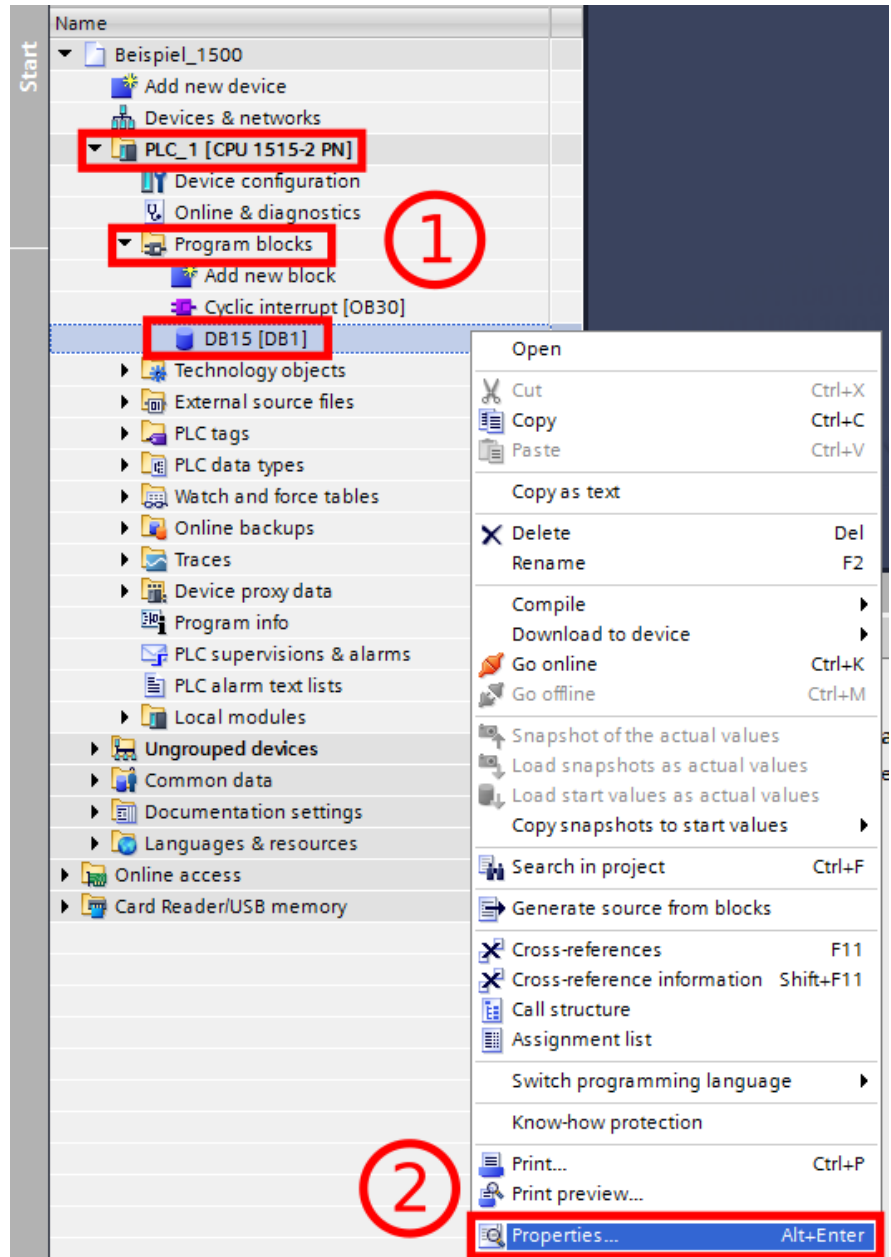 Name
Start
Beispiel_1500
Add new device
Devices & networks
PLC_1 [CPU 1515-2 PN]
Device configuration
Online & diagnostics
Program blocks
1
Add new block
Cyclic interrupt [OB30]
DB15 [DB1]
Technology objects
External source files
PLC tags
PLC data types
Watch and force tables
Online backups
Traces
Device proxy data
Program info
PLC supervisions & alarms
PLC alarm text lists
Local modules
Ungrouped devices
Common data
Documentation settings
Languages & resources
Online access
Card Reader/USB memory
Open
Cut Ctrl+X
Copy Ctrl+C
Paste Ctrl+V
Copy as text
Delete Del
Rename F2
Compile
Download to device
Go online Ctrl+K
Go offline Ctrl+M
Snapshot of the actual values
Load snapshots as actual values
Load start values as actual values
Copy snapshots to start values
Search in project Ctrl+F
Generate source from blocks
Cross-references F11
Cross-reference information Shift+F11
Call structure
Assignment list
Switch programming language
Know-how protection
2
Print... Ctrl+P
Print preview...
Properties... Alt+Enter